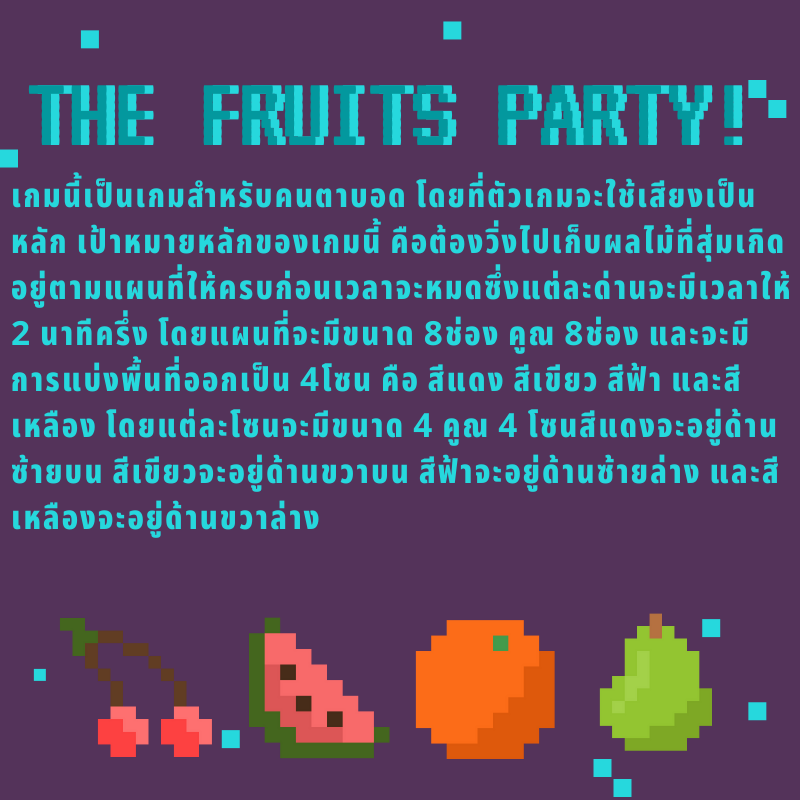 THE FRUITS PARTY!
เกมนี้เป็นเกมสำหรับคนตาบอด โดยที่ตัวเกมจะใช้เสียงเป็น
หลัก เป้าหมายหลักของเกมนี้ คือต้องวิ่งไปเก็บผลไม้ที่สุ่มเกิด
อยู่ตามแผนที่ให้ครบก่อนเวลาจะหมดซึ่งแต่ละด่านจะมีเวลาให้
2 นาทีครึ่ง โดยแผนที่จะมีขนาด 8ช่อง คูณ 8ช่อง และจะมี
การแบ่งพื้นที่ออกเป็น 4โซน คือ สีแดง สีเขียว สีฟ้า และสี
เหลือง โดยแต่ละโซนจะมีขนาด 4 คูณ 4 โซนสีแดงจะอยู่ด้าน
ซ้ายบน สีเขียวจะอยู่ด้านขวาบน สีฟ้าจะอยู่ด้านซ้ายล่าง และสี
เหลืองจะอยู่ด้านขวาล่าง